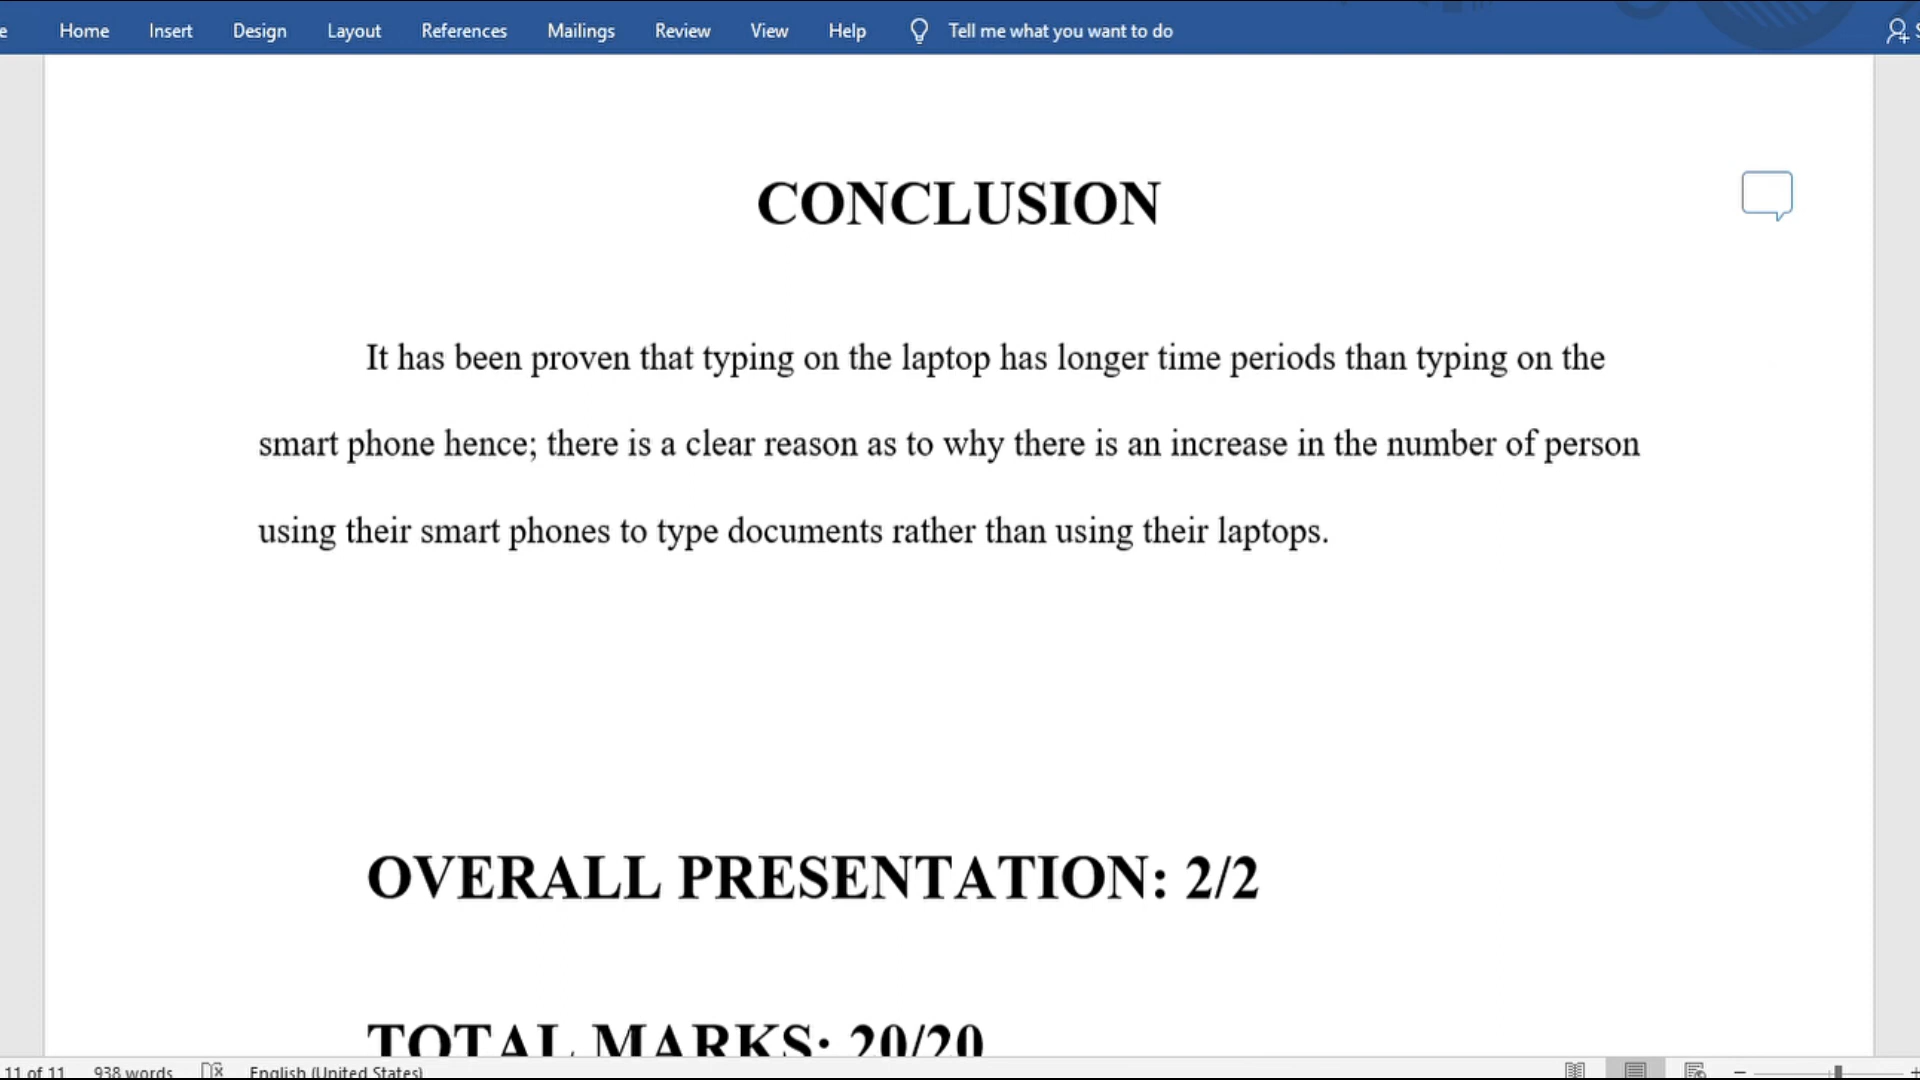 e Home Insert Design Layout References Mailings Review View Help Tell me what you want to do S
CONCLUSION
It has been proven that typing on the laptop has longer time periods than typing on the
smart phone hence; there is a clear reason as to why there is an increase in the number of person
using their smart phones to type documents rather than using their laptops.
OVERALL PRESENTATION: 2/2
TOTAL MARKS: 20/20
11 of 11 938 words English (United States)